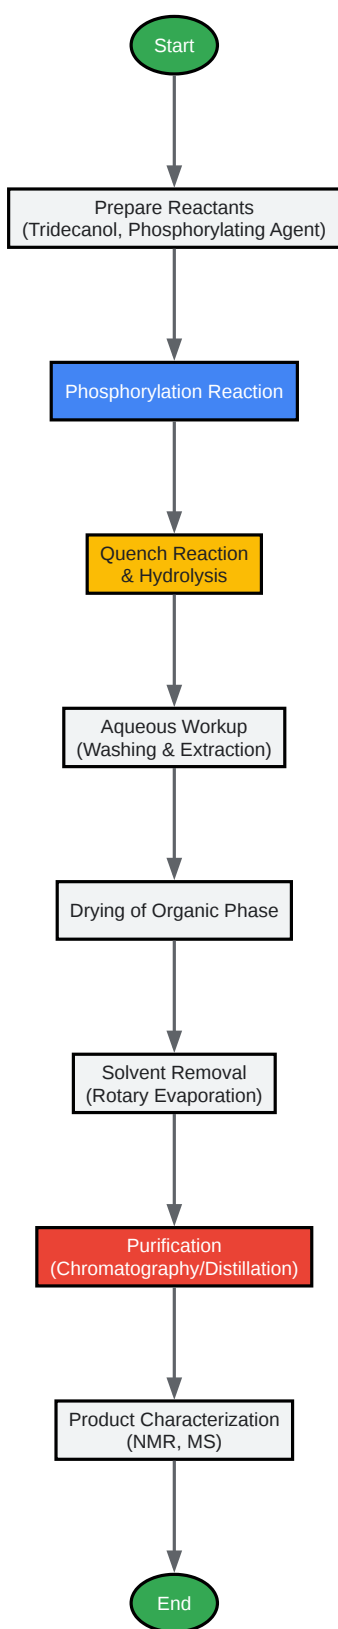 Start
Prepare Reactants
(Tridecanol, Phosphorylating Agent)
Phosphorylation Reaction
Quench Reaction
& Hydrolysis
Aqueous Workup
(Washing & Extraction)
Drying of Organic Phase
Solvent Removal
(Rotary Evaporation)
Purification
(Chromatography/Distillation)
Product Characterization
(NMR, MS)
End